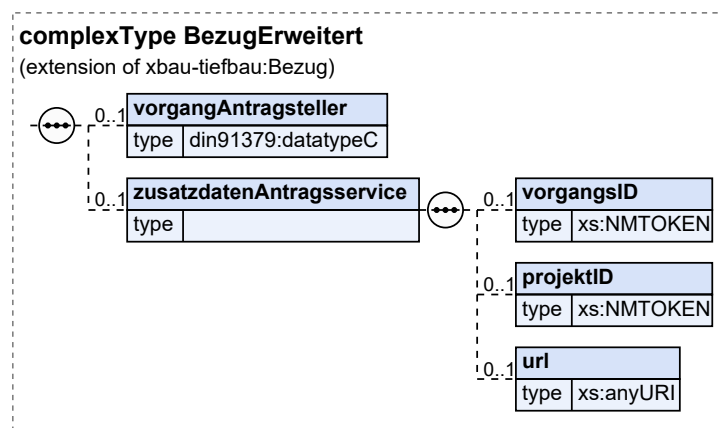 complexType BezugErweitert
(extension of xbau-tiefbau:Bezug)
0..1
vorgangAntragsteller
type din91379:datatypeC
0..1
zusatzdatenAntragsservice
type
0..1
vorgangsID
type xs:NMTOKEN
0..1
projektID
type xs:NMTOKEN
0..1
url
type xs:anyURI